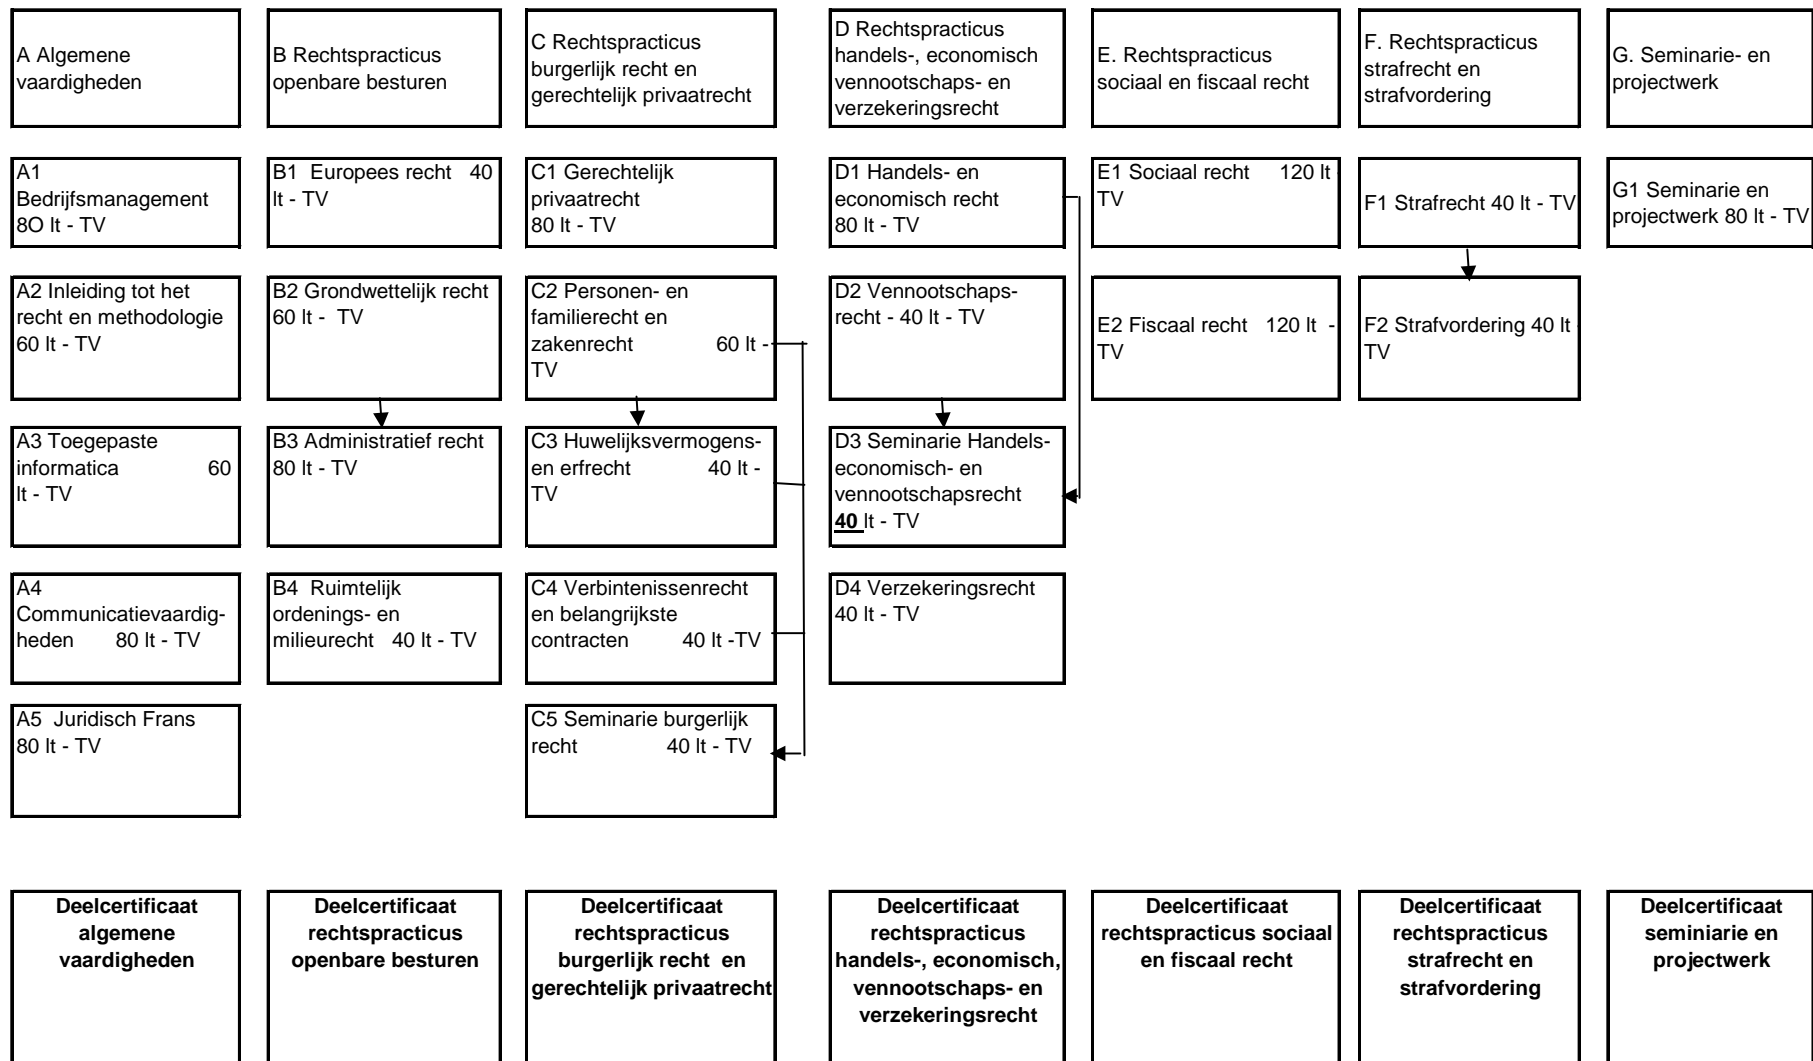 A Algemene
vaardigheden
B Rechtspracticus
openbare besturen
C Rechtspracticus
burgerlijk recht en
gerechtelijk privaatrecht
D Rechtspracticus
handels-, economisch
vennootschaps- en
verzekeringsrecht
E. Rechtspracticus
sociaal en fiscaal recht
F. Rechtspracticus
strafrecht en
strafvordering
G. Seminarie- en
projectwerk
A1
Bedrijfsmanagement
8O lt - TV
B1 Europees recht 40
lt - TV
C1 Gerechtelijk
privaatrecht
80 lt - TV
D1 Handels- en
economisch recht
80 lt - TV
E1 Sociaal recht 120 lt -
TV
F1 Strafrecht 40 lt - TV
G1 Seminarie en
projectwerk 80 lt - TV
A2 Inleiding tot het
recht en methodologie
60 lt - TV
B2 Grondwettelijk recht
60 lt - TV
C2 Personen- en
familierecht en
zakenrecht 60 lt -
TV
D2 Vennootschaps-
recht - 40 lt - TV
E2 Fiscaal recht 120 lt -
TV
F2 Strafvordering 40 lt -
TV
A3 Toegepaste
informatica 60
lt - TV
B3 Administratief recht
80 lt - TV
C3 Huwelijksvermogens-
en erfrecht 40 lt -
TV
D3 Seminarie Handels-
economisch- en
vennootschapsrecht
40 lt - TV
A4
Communicatievaardig-
heden 80 lt - TV
B4 Ruimtelijk
ordenings- en
milieurecht 40 lt - TV
C4 Verbintenissenrecht
en belangrijkste
contracten 40 lt -TV
D4 Verzekeringsrecht
40 lt - TV
A5 Juridisch Frans
80 lt - TV
C5 Seminarie burgerlijk
recht 40 lt - TV
Deelcertificaat
algemene
vaardigheden
Deelcertificaat
rechtspracticus
openbare besturen
Deelcertificaat
rechtspracticus
burgerlijk recht en
gerechtelijk privaatrecht
Deelcertificaat
rechtspracticus
handels-, economisch,
vennootschaps- en
verzekeringsrecht
Deelcertificaat
rechtspracticus sociaal
en fiscaal recht
Deelcertificaat
rechtspracticus
strafrecht en
strafvordering
Deelcertificaat
seminiarie en
projectwerk